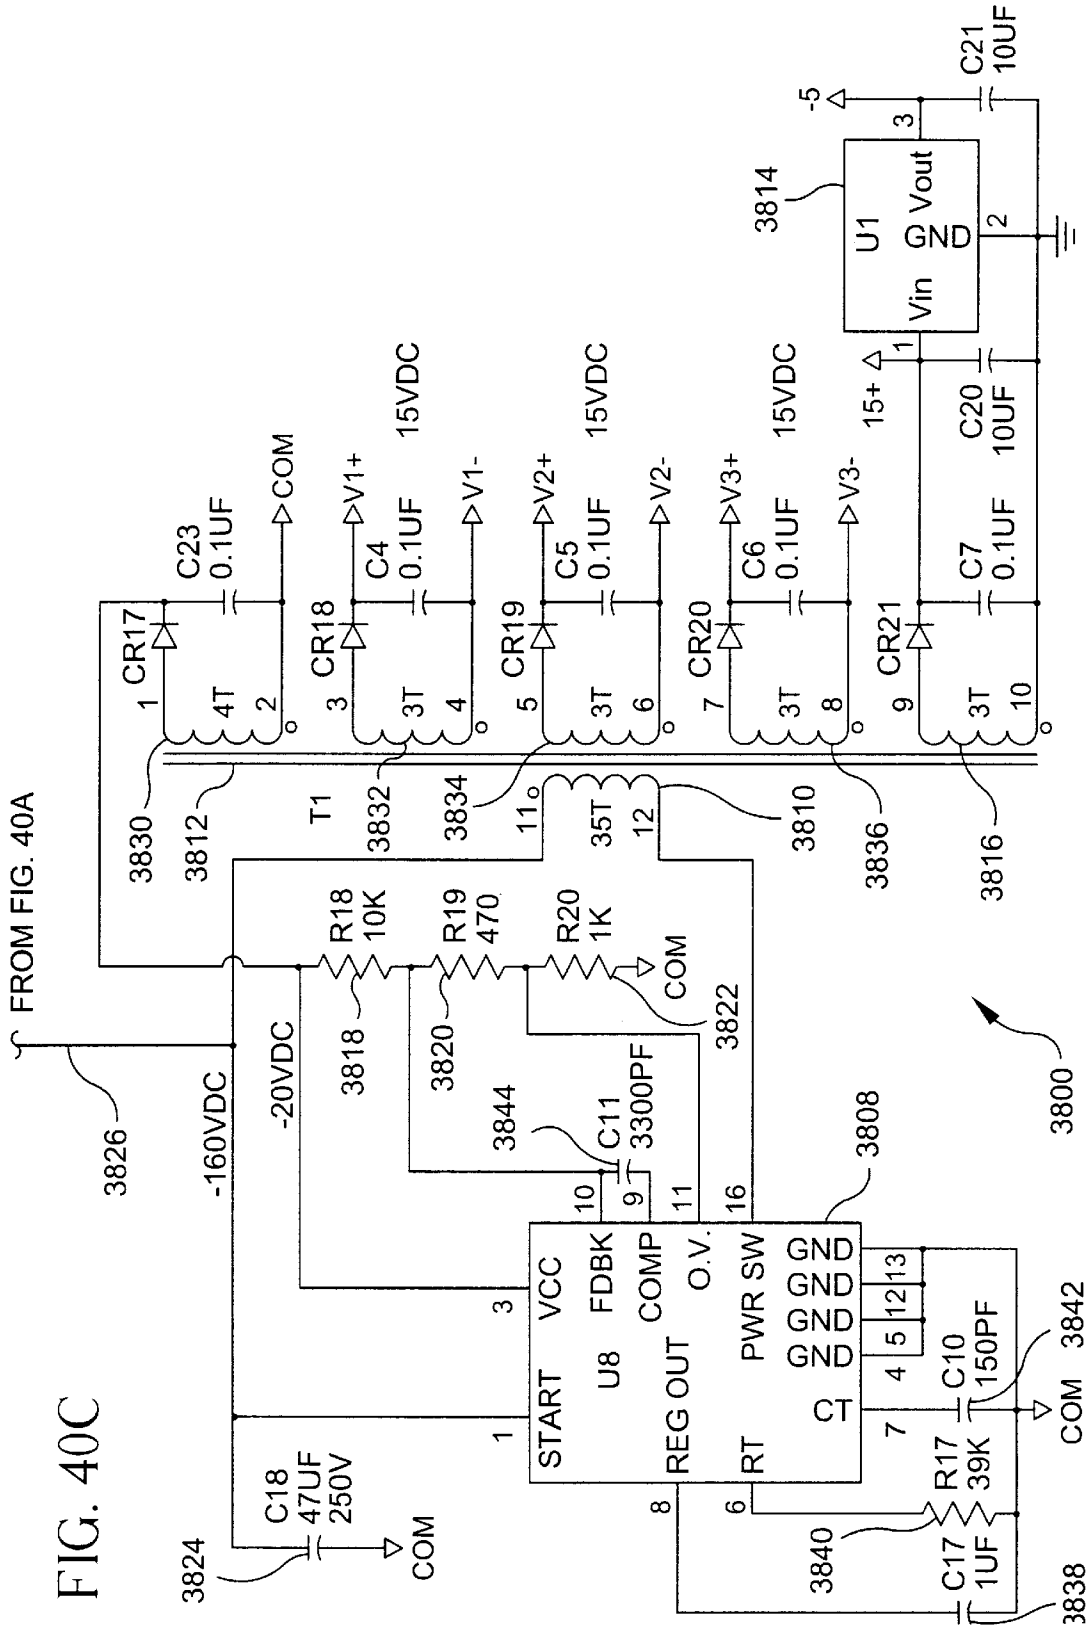 FIG. 40C
FROM FIG. 40A
3826
-160VDC
-20VDC
3824
C18
47UF
250V
COM
3830
3812
T1
3832
3834
11
35T
12
3810
3836
3816
1
4T
2
CR17
C23
0.1UF
COM
3
3T
4
CR18
C4
0.1UF
V1+
15VDC
V1-
5
3T
6
CR19
C5
0.1UF
V2+
15VDC
V2-
7
3T
8
CR20
C6
0.1UF
V3+
15VDC
V3-
9
3T
10
CR21
C7
0.1UF
15+
C20
10UF
3814
U1
Vin
GND
Vout
1
2
3
-5
C21
10UF
R18
10K
3818
R19
470
3820
R20
1K
3822
COM
3844
C11
3300PF
3800
3808
U8
START
1
VCC
3
FDBK
10
COMP
9
O.V.
11
PWR SW
16
REG OUT
8
RT
6
CT
7
GND
GND
GND
GND
4
5
12
13
C10
150PF
3842
COM
R17
39K
3840
C17
1UF
3838